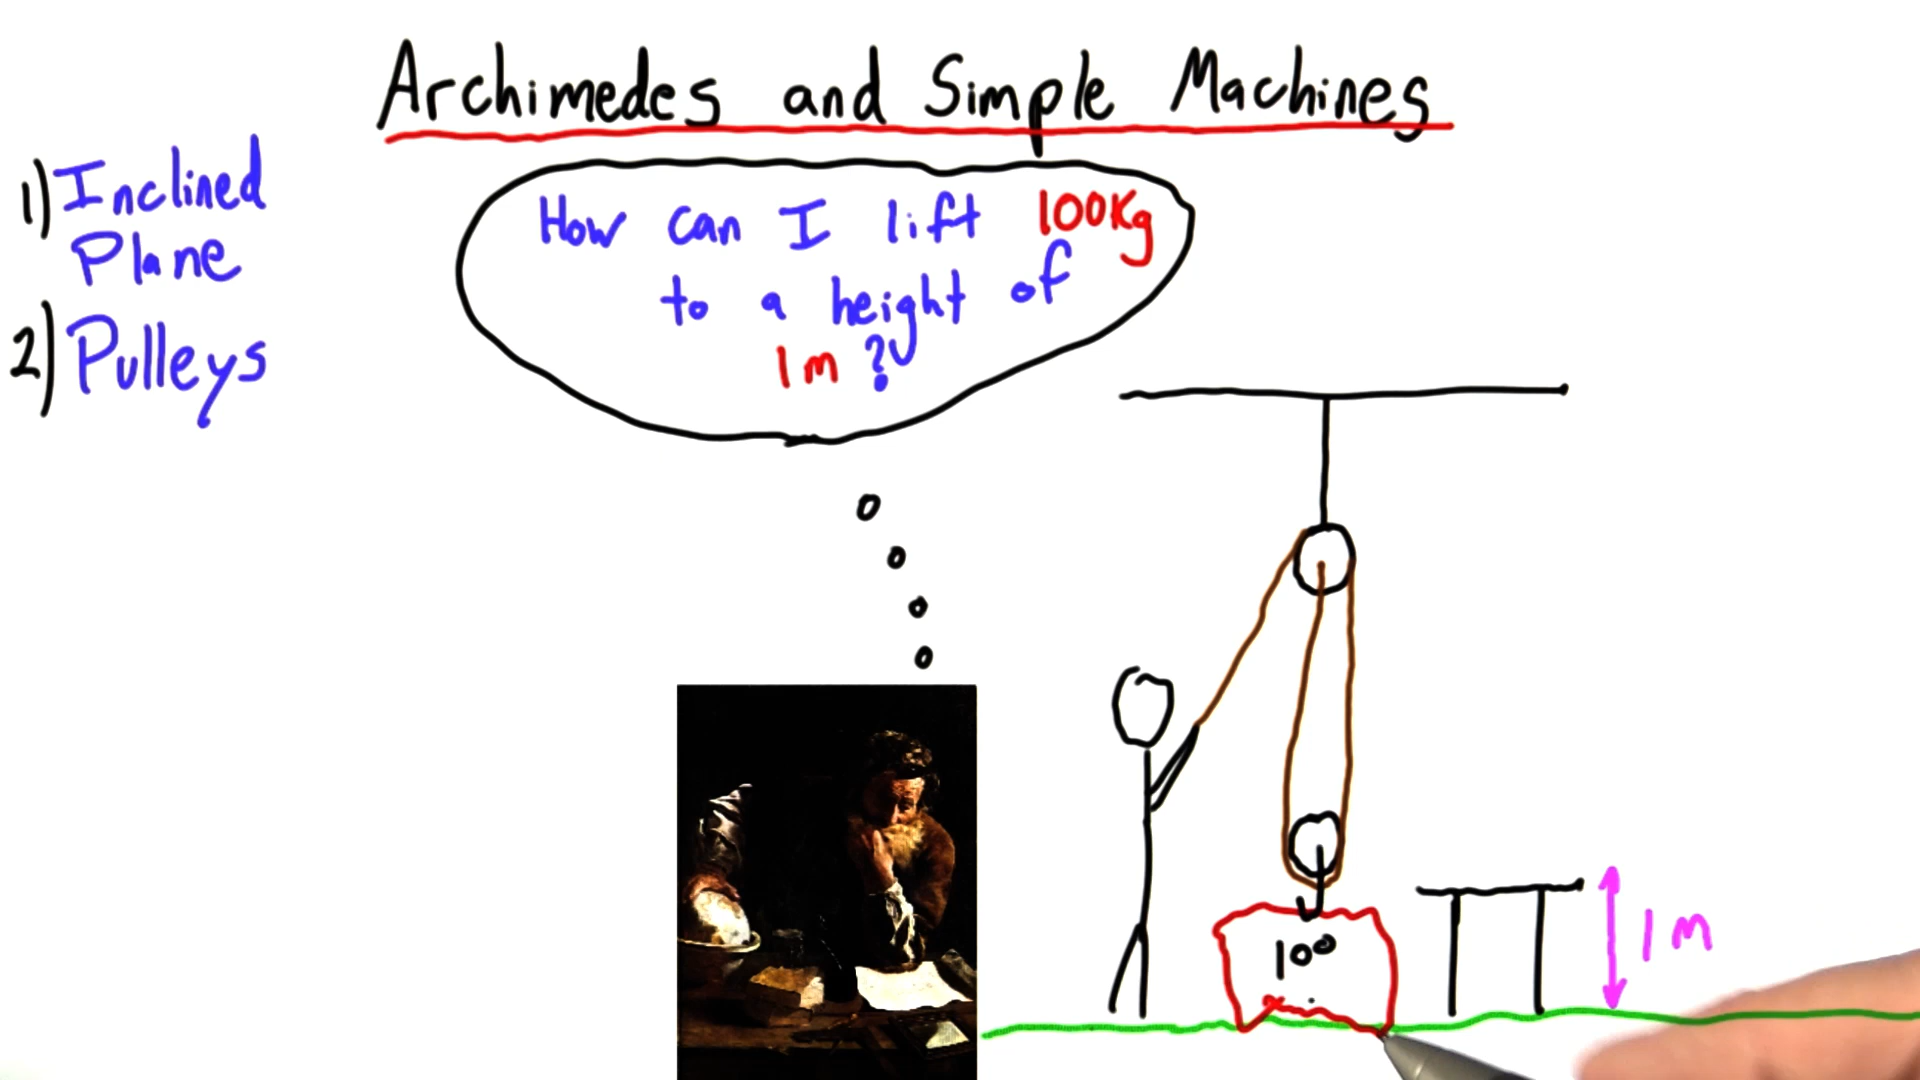 Archimedes and Simple Machines
1) Inclined
Plane
2) Pulleys
How can I lift 100Kg
to a height of
1m?
100
1m